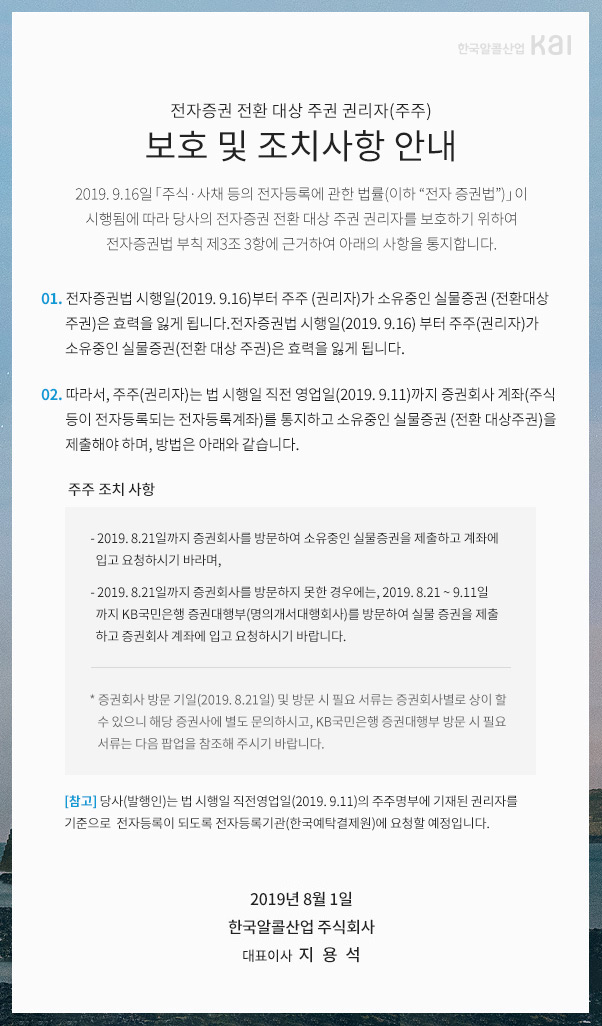 한국알콜산업 KaI
전자증권 전환 대상 주권 권리자(주주)
보호 및 조치사항 안내
2019. 9.16일 「주식·사채 등의 전자등록에 관한 법률(이하 “전자 증권법”)」이
시행됨에 따라 당사의 전자증권 전환 대상 주권 권리자를 보호하기 위하여
전자증권법 부칙 제3조 3항에 근거하여 아래의 사항을 통지합니다.
01. 전자증권법 시행일(2019. 9.16)부터 주주 (권리자)가 소유중인 실물증권 (전환대상
주권)은 효력을 잃게 됩니다.전자증권법 시행일(2019. 9.16) 부터 주주(권리자)가
소유중인 실물증권(전환 대상 주권)은 효력을 잃게 됩니다.
02. 따라서, 주주(권리자)는 법 시행일 직전 영업일(2019. 9.11)까지 증권회사 계좌(주식
등이 전자등록되는 전자등록계좌)를 통지하고 소유중인 실물증권 (전환 대상주권)을
제출해야 하며, 방법은 아래와 같습니다.
주주 조치 사항
- 2019. 8.21일까지 증권회사를 방문하여 소유중인 실물증권을 제출하고 계좌에
입고 요청하시기 바라며,
- 2019. 8.21일까지 증권회사를 방문하지 못한 경우에는, 2019. 8.21 ~ 9.11일
까지 KB국민은행 증권대행부(명의개서대행회사)를 방문하여 실물 증권을 제출
하고 증권회사 계좌에 입고 요청하시기 바랍니다.
* 증권회사 방문 기일(2019. 8.21일) 및 방문 시 필요 서류는 증권회사별로 상이 할
수 있으니 해당 증권사에 별도 문의하시고, KB국민은행 증권대행부 방문 시 필요
서류는 다음 팝업을 참조해 주시기 바랍니다.
[참고] 당사(발행인)는 법 시행일 직전영업일(2019. 9.11)의 주주명부에 기재된 권리자를
기준으로 전자등록이 되도록 전자등록기관(한국예탁결제원)에 요청할 예정입니다.
2019년 8월 1일
한국알콜산업 주식회사
대표이사 지 용 석